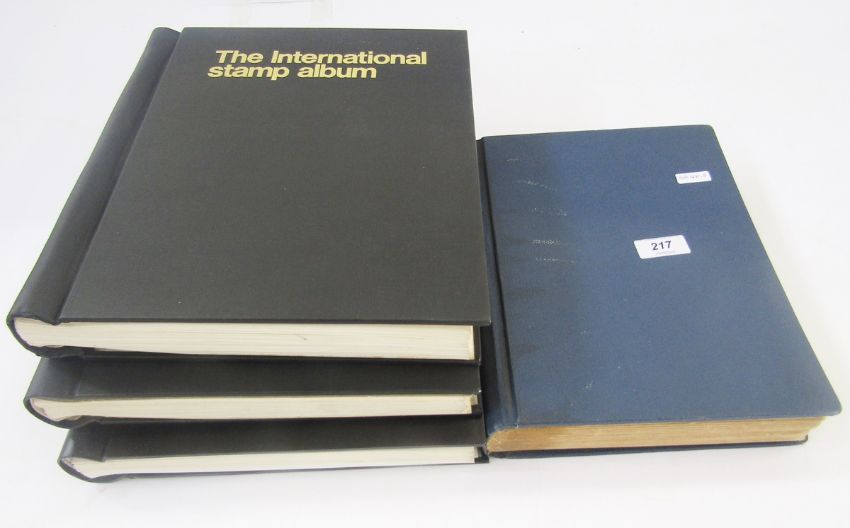 The International
stamp album
217